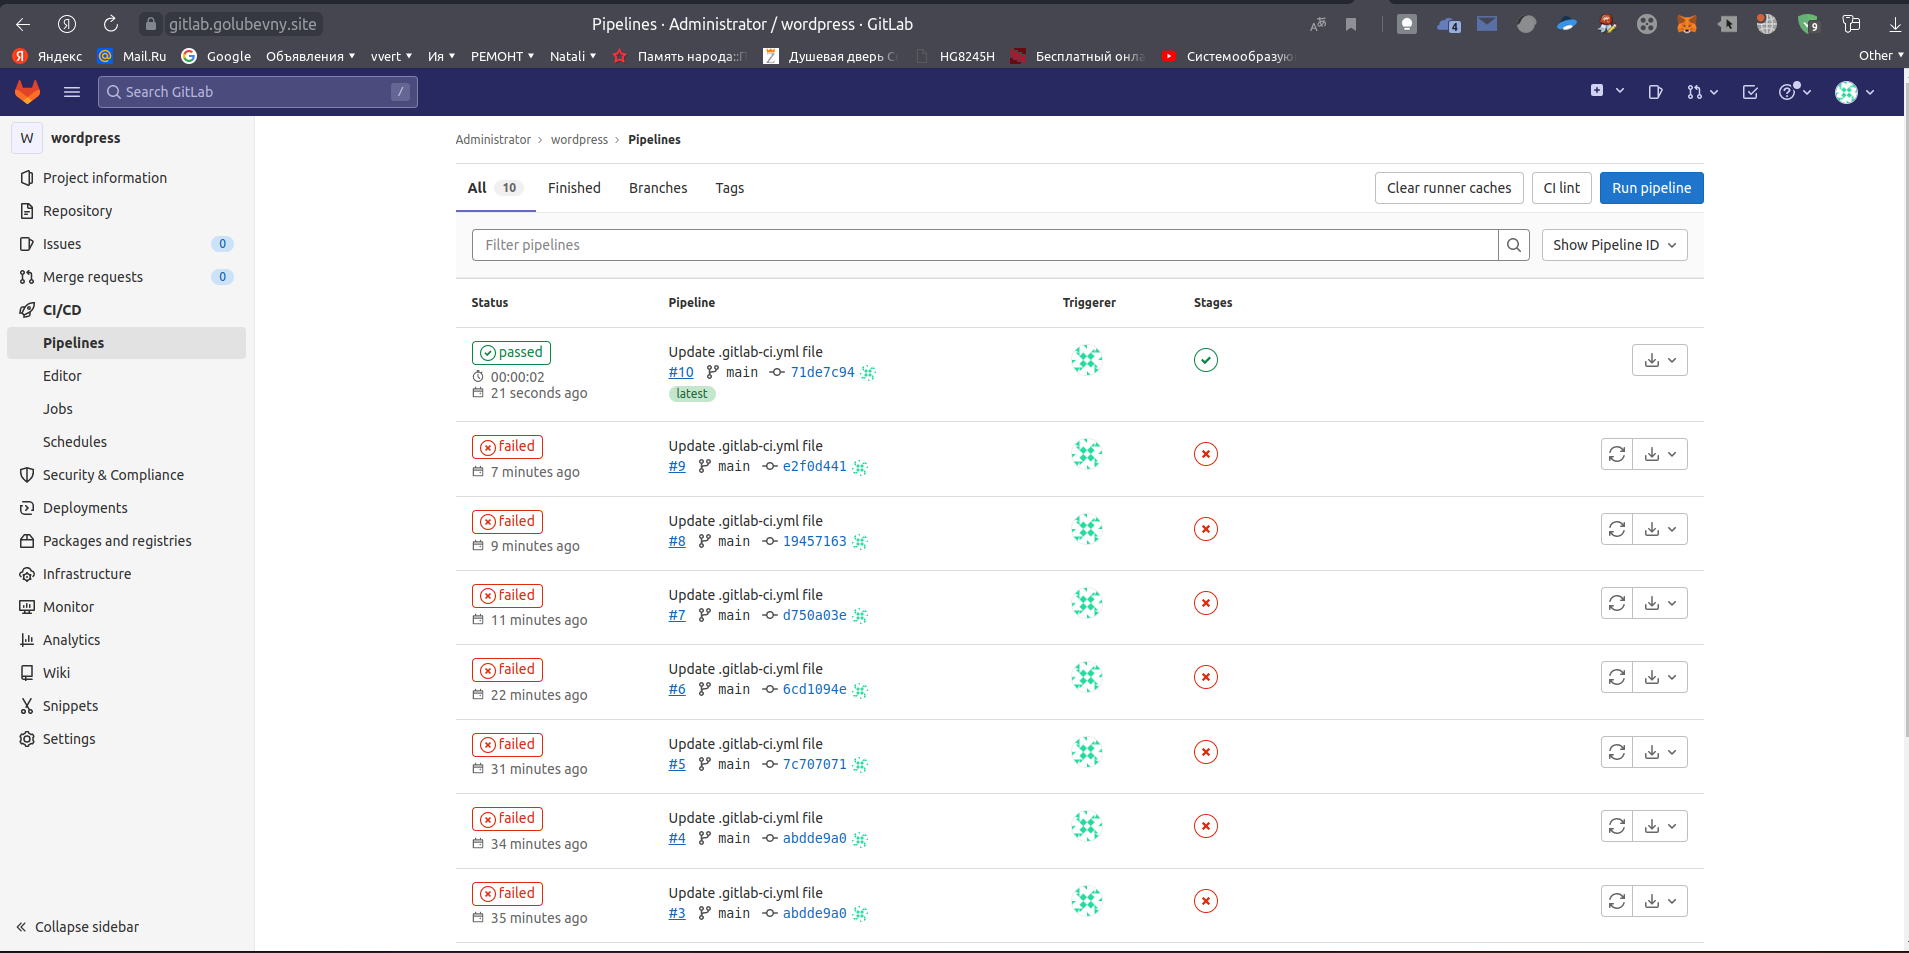 gitlab.golubevny.site
Pipelines · Administrator / wordpress · GitLab
4
9
Яндекс
Mail.Ru
Google
Объявления
vvert
Ия
РЕМОНТ
Natali
Память народа::
Душевая дверь
HG8245H
Бесплатный онла
Системообразую
Other
Search GitLab
/
W
wordpress
Project information
Repository
Issues 0
Merge requests 0
CI/CD
Pipelines
Editor
Jobs
Schedules
Security & Compliance
Deployments
Packages and registries
Infrastructure
Monitor
Analytics
Wiki
Snippets
Settings
Collapse sidebar
Administrator › wordpress › Pipelines
All 10 Finished Branches Tags
Clear runner caches
CI lint
Run pipeline
Filter pipelines
Show Pipeline ID
Status Pipeline Triggerer Stages
passed
00:00:02
21 seconds ago
Update .gitlab-ci.yml file
#10 main 71de7c94
latest
failed
7 minutes ago
Update .gitlab-ci.yml file
#9 main e2f0d441
failed
9 minutes ago
Update .gitlab-ci.yml file
#8 main 19457163
failed
11 minutes ago
Update .gitlab-ci.yml file
#7 main d750a03e
failed
22 minutes ago
Update .gitlab-ci.yml file
#6 main 6cd1094e
failed
31 minutes ago
Update .gitlab-ci.yml file
#5 main 7c707071
failed
34 minutes ago
Update .gitlab-ci.yml file
#4 main abdde9a0
failed
35 minutes ago
Update .gitlab-ci.yml file
#3 main abdde9a0